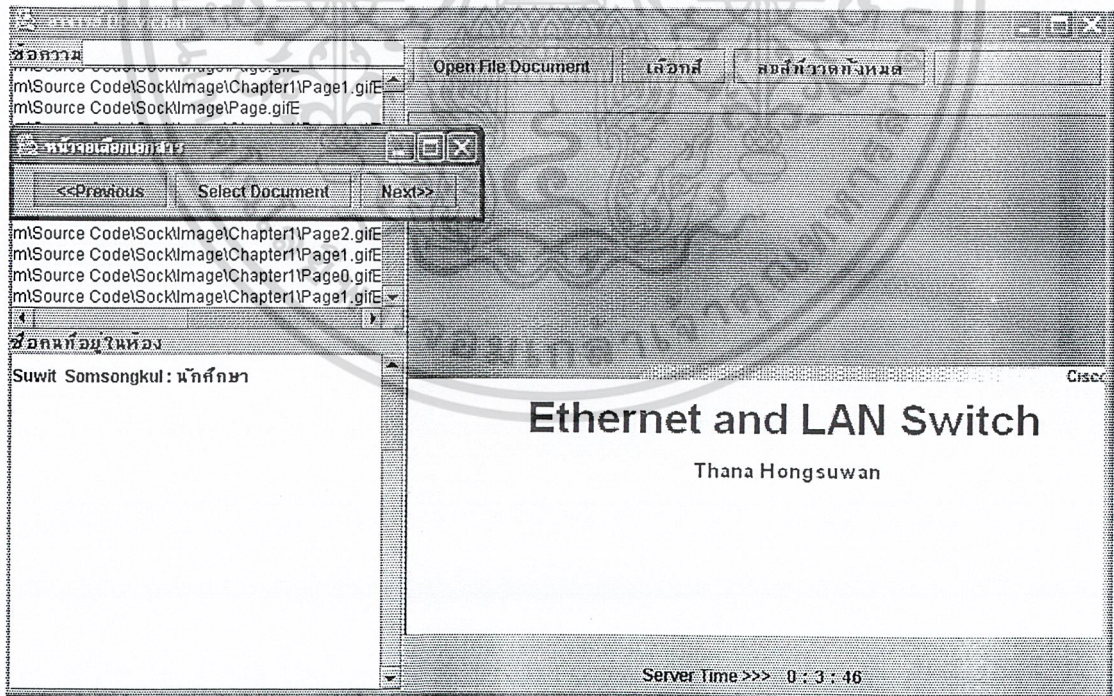 ข้อความ
Open File Document เลือกสี ลบสีที่วาดทั้งหมด
m\Source Code\Sock\Image\Chapter1\Page1.gifE
m\Source Code\Sock\Image\Page.gifE
หน้าจอเลือกเอกสาร
<<Previous Select Document Next>>
m\Source Code\Sock\Image\Chapter1\Page2.gifE
m\Source Code\Sock\Image\Chapter1\Page1.gifE
m\Source Code\Sock\Image\Chapter1\Page0.gifE
m\Source Code\Sock\Image\Chapter1\Page1.gifE
ชื่อคนที่อยู่ในห้อง
Suwit Somsongkul : นักศึกษา
Cisco
Ethernet and LAN Switch
Thana Hongsuwan
Server Time >>> 0 : 3 : 46